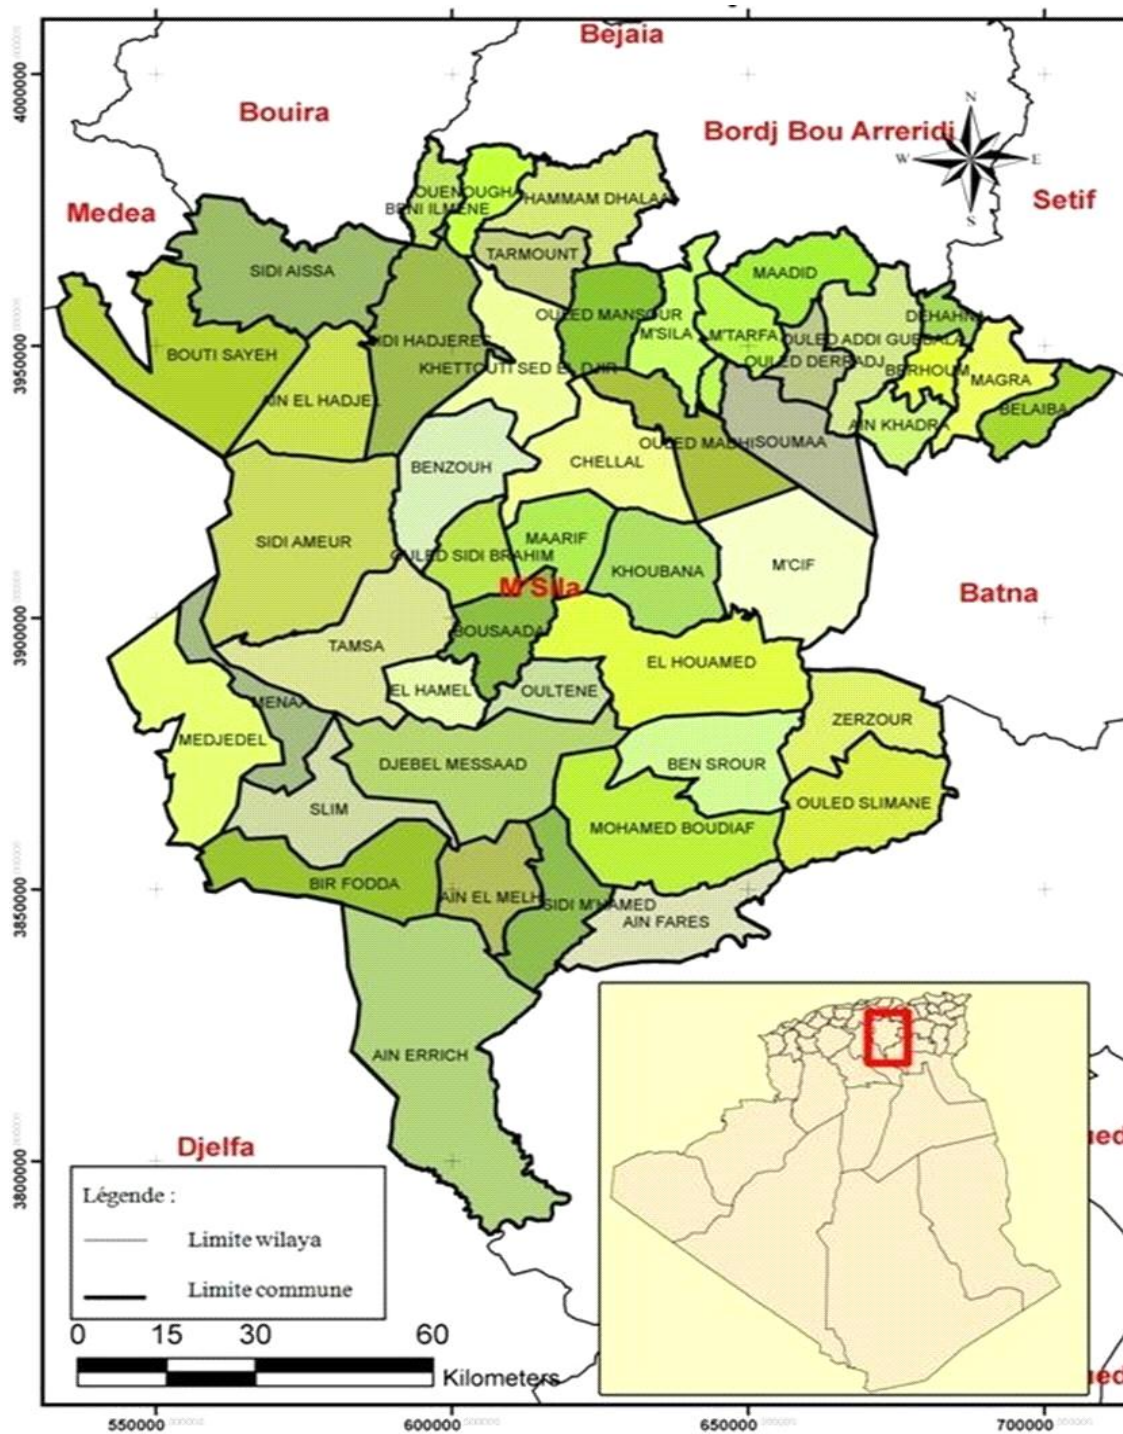 Bejaia
Bouira
Bordj Bou Arreridj
N
W
E
S
Medea
Setif
OUENOUGHA
BENI ILMENE
HAMMAM DHALAA
TARMOUNT
SIDI AISSA
MAADID
OULED MANSOUR
DEHAHNA
SIDI HADJERES
M'SILA
M'TARFA
OULED ADDI GUEBALA
BOUTI SAYEH
KHETTOUTI SED EL DJIR
OULED DERRADJ
BERHOUM
MAGRA
AIN EL HADJEL
BELAIBA
AIN KHADRA
OULED MADHI
SOUMAA
BENZOUH
CHELLAL
SIDI AMEUR
OULED SIDI BRAHIM
MAARIF
KHOUBANA
M'CIF
M'Sila
Batna
BOUSAADA
TAMSA
EL HOUAMED
EL HAMEL
OULTENE
MENAA
ZERZOUR
MEDJEDEL
DJEBEL MESSAAD
BEN SROUR
SLIM
OULED SLIMANE
MOHAMED BOUDIAF
BIR FODDA
AIN EL MELH
SIDI M'HAMED
AIN FARES
AIN ERRICH
Djelfa
Légende :
Limite wilaya
Limite commune
0 15 30 60
Kilometers
4000000
3950000
3900000
3850000
3800000
550000 600000 650000 700000